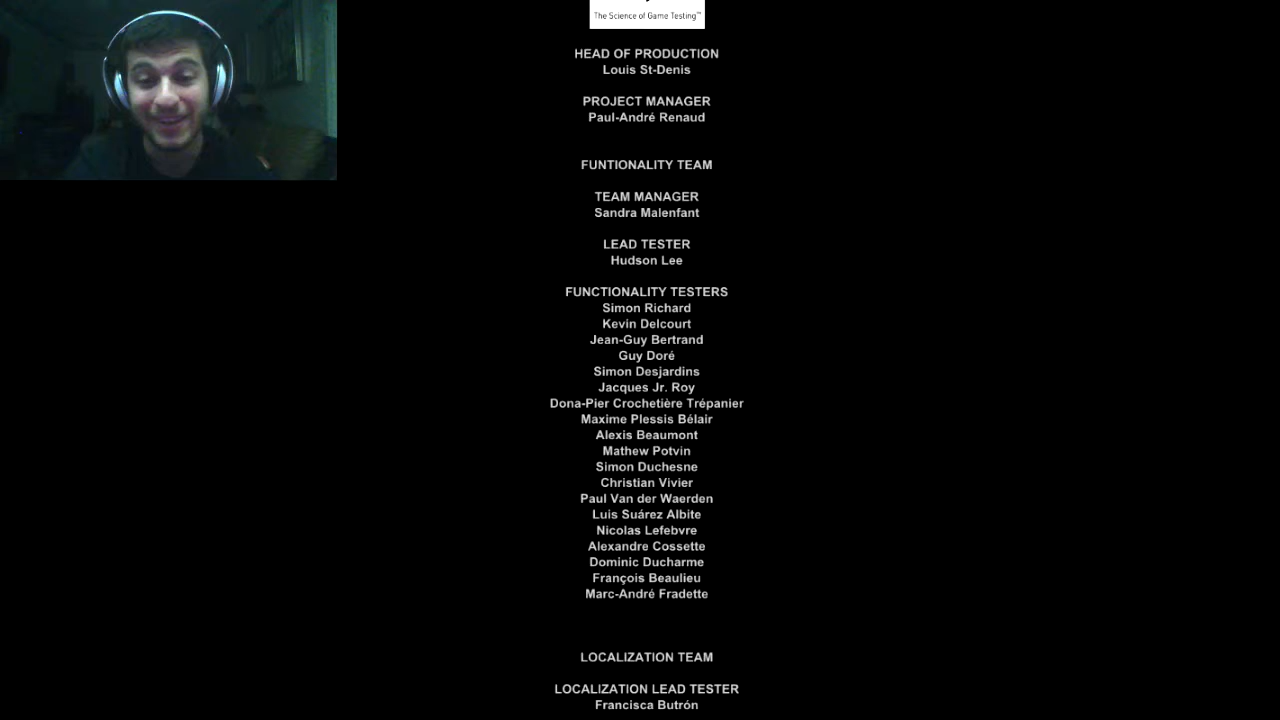 The Science of Game Testing™
HEAD OF PRODUCTION
Louis St-Denis
PROJECT MANAGER
Paul-André Renaud
FUNTIONALITY TEAM
TEAM MANAGER
Sandra Malenfant
LEAD TESTER
Hudson Lee
FUNCTIONALITY TESTERS
Simon Richard
Kevin Delcourt
Jean-Guy Bertrand
Guy Doré
Simon Desjardins
Jacques Jr. Roy
Dona-Pier Crochetière Trépanier
Maxime Plessis Bélair
Alexis Beaumont
Mathew Potvin
Simon Duchesne
Christian Vivier
Paul Van der Waerden
Luis Suárez Albite
Nicolas Lefebvre
Alexandre Cossette
Dominic Ducharme
François Beaulieu
Marc-André Fradette
LOCALIZATION TEAM
LOCALIZATION LEAD TESTER
Francisca Butrón